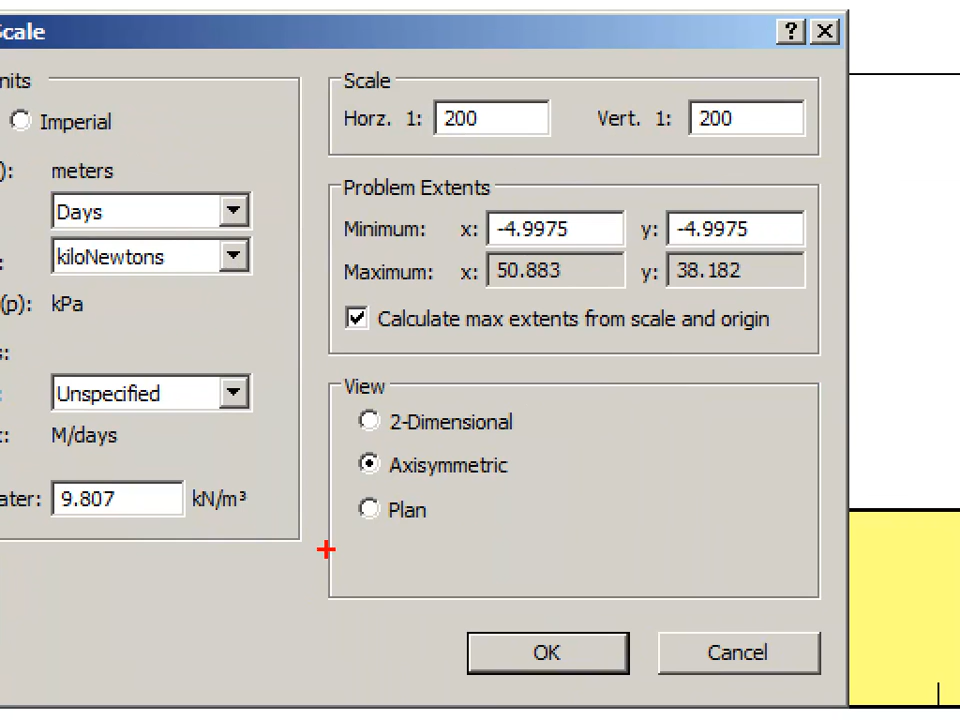 Scale
nits
Imperial
): meters
Days
: kiloNewtons
(p): kPa
s:
: Unspecified
: M/days
ater: 9.807 kN/m³
Scale
Horz. 1: 200 Vert. 1: 200
Problem Extents
Minimum: x: -4.9975 y: -4.9975
Maximum: x: 50.883 y: 38.182
Calculate max extents from scale and origin
View
2-Dimensional
Axisymmetric
Plan
OK Cancel